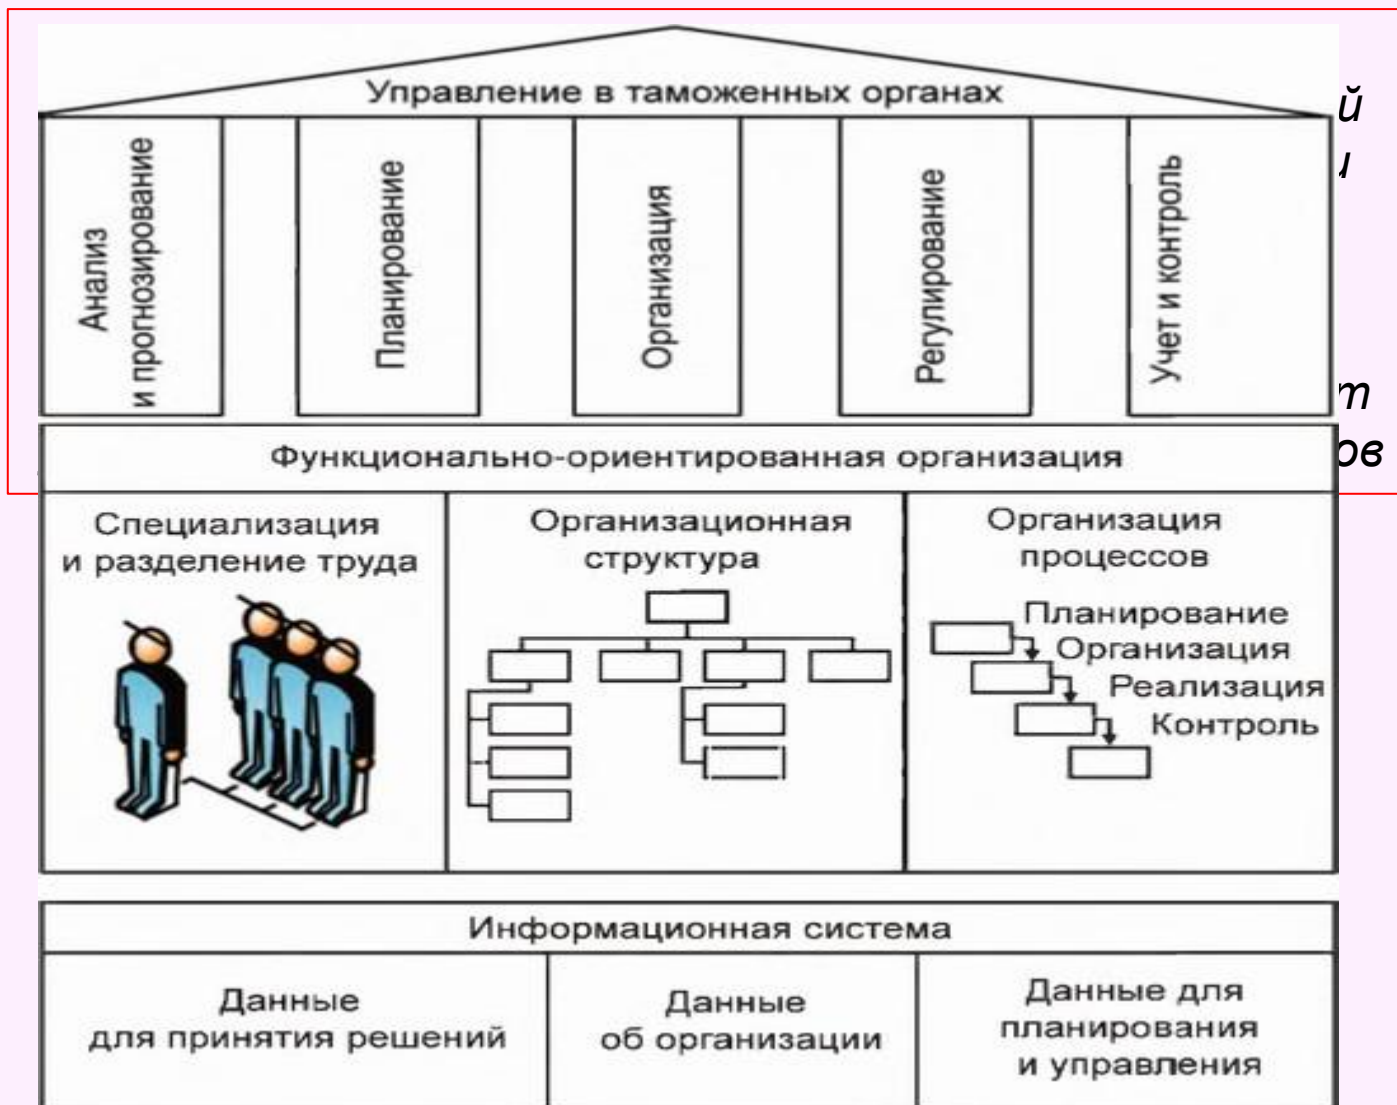 Управление в таможенных органах
Анализ
и прогнозирование
Планирование
Организация
Регулирование
Учет и контроль
й
т
ов
Функционально-ориентированная организация
Специализация
и разделение труда
Организационная
структура
Организация
процессов
Планирование
Организация
Реализация
Контроль
Информационная система
Данные
для принятия решений
Данные
об организации
Данные для
планирования
и управления